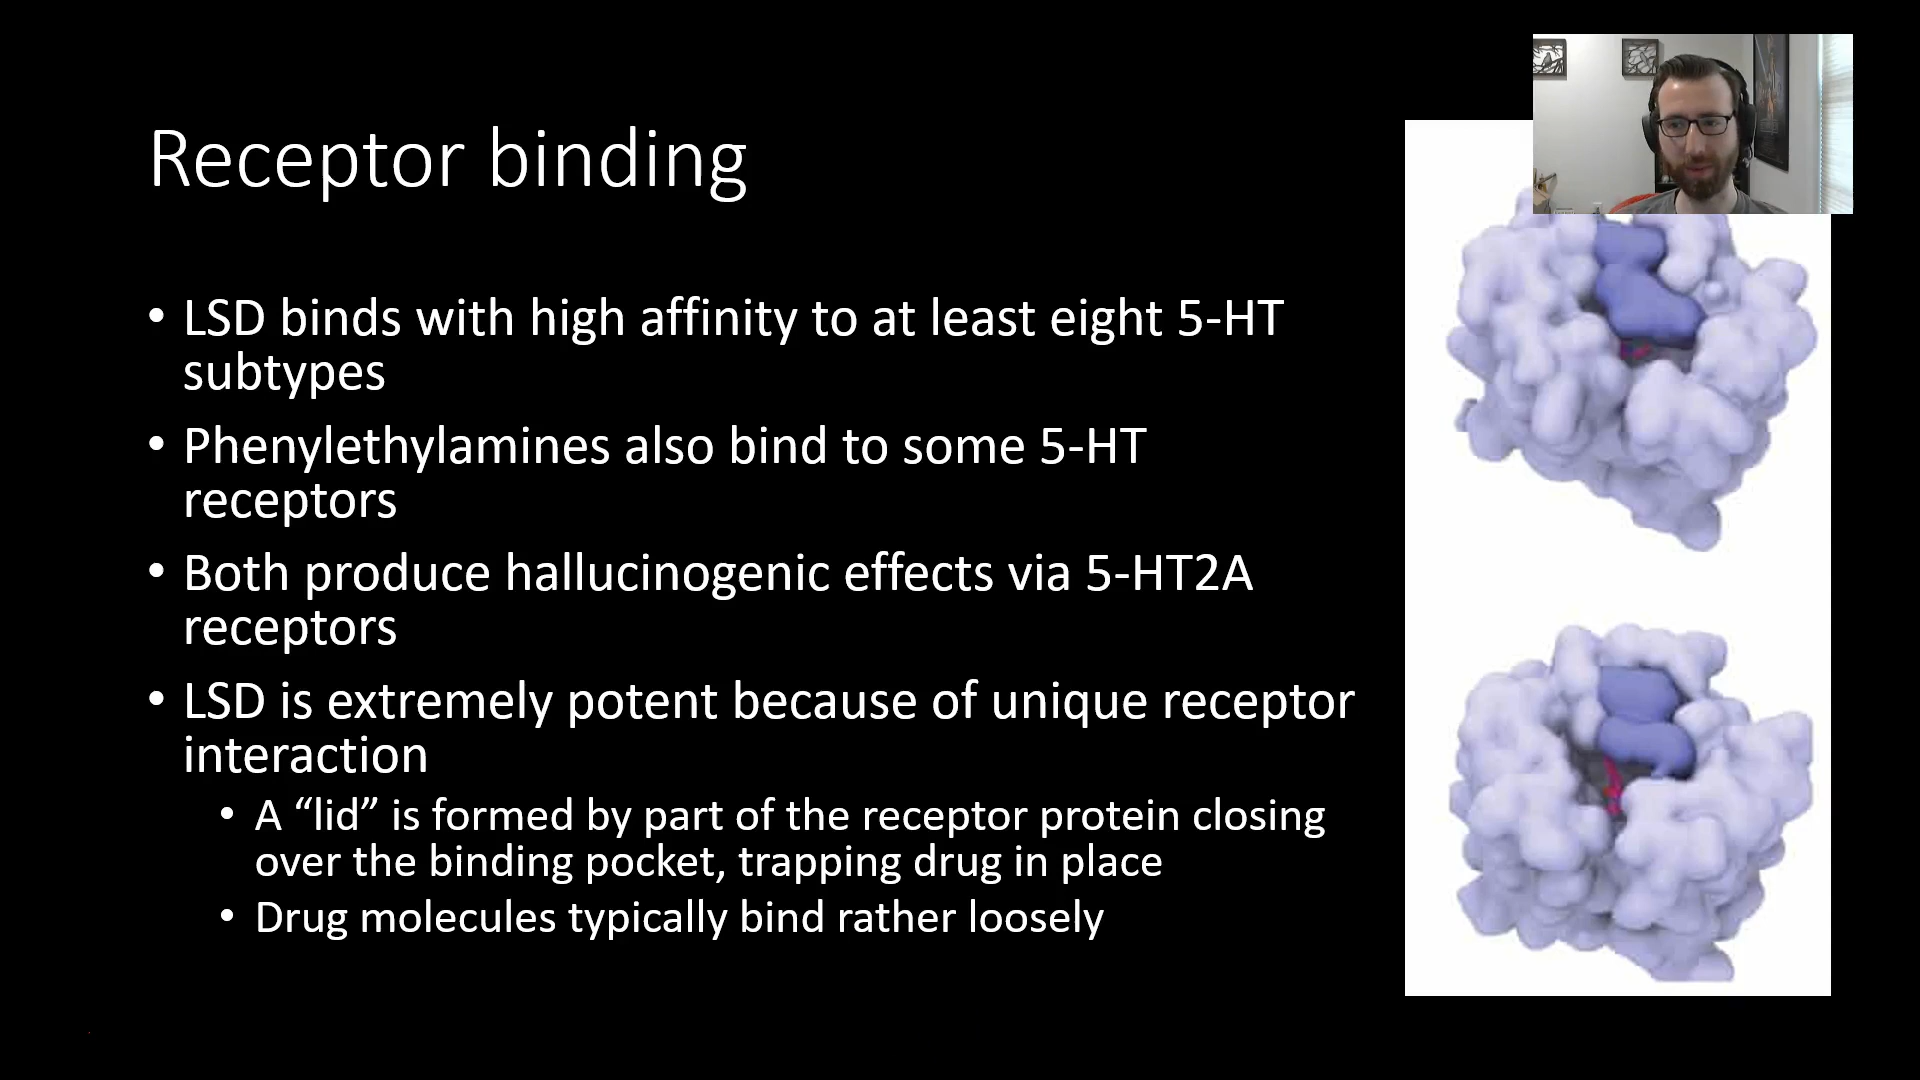 Receptor binding
• LSD binds with high affinity to at least eight 5-HT
subtypes
• Phenylethylamines also bind to some 5-HT
receptors
• Both produce hallucinogenic effects via 5-HT2A
receptors
• LSD is extremely potent because of unique receptor
interaction
• A “lid” is formed by part of the receptor protein closing
over the binding pocket, trapping drug in place
• Drug molecules typically bind rather loosely